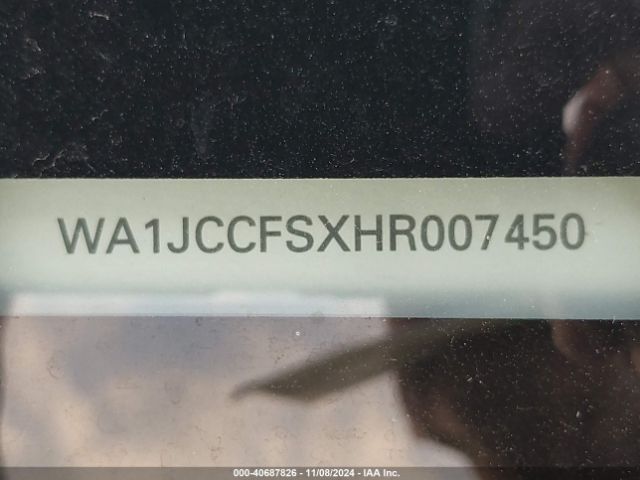 WA1JCCFSXHR007450
000-40687826 - 11/08/2024 - IAA Inc.